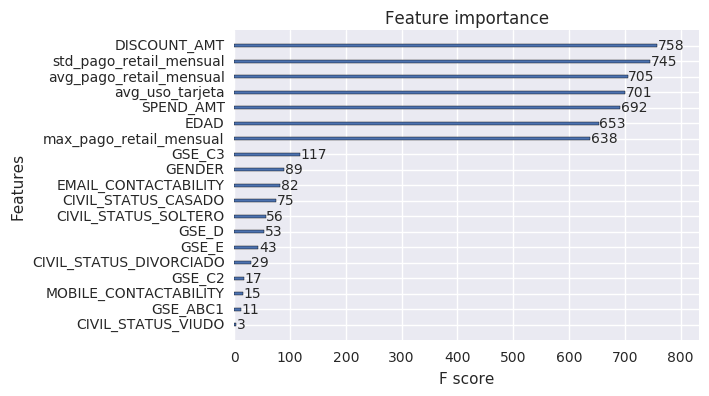 Feature importance
DISCOUNT_AMT 758
std_pago_retail_mensual 745
avg_pago_retail_mensual 705
avg_uso_tarjeta 701
SPEND_AMT 692
EDAD 653
max_pago_retail_mensual 638
GSE_C3 117
GENDER 89
EMAIL_CONTACTABILITY 82
CIVIL_STATUS_CASADO 75
CIVIL_STATUS_SOLTERO 56
GSE_D 53
GSE_E 43
CIVIL_STATUS_DIVORCIADO 29
GSE_C2 17
MOBILE_CONTACTABILITY 15
GSE_ABC1 11
CIVIL_STATUS_VIUDO 3
Features
0 100 200 300 400 500 600 700 800
F score